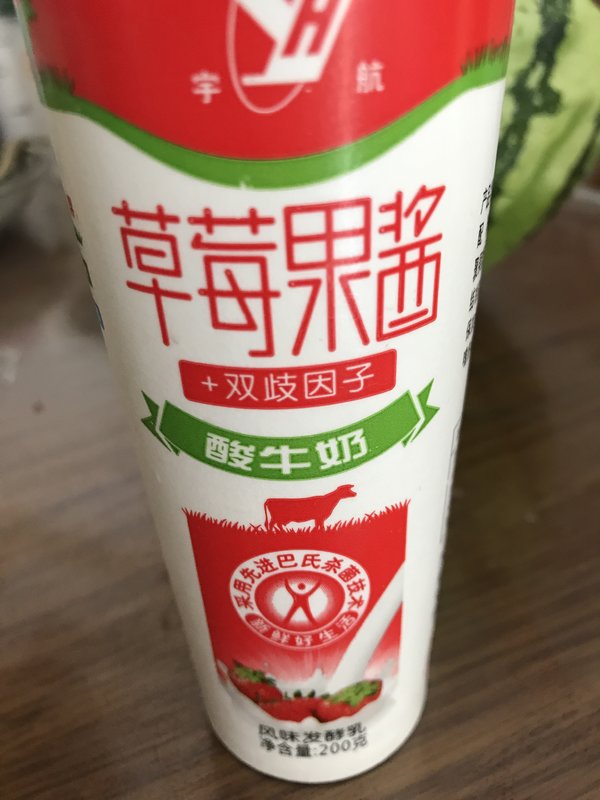 宇 航
草莓果酱
+双歧因子
酸牛奶
采用先进巴氏杀菌技术
新鲜好生活
风味发酵乳
净含量:200克